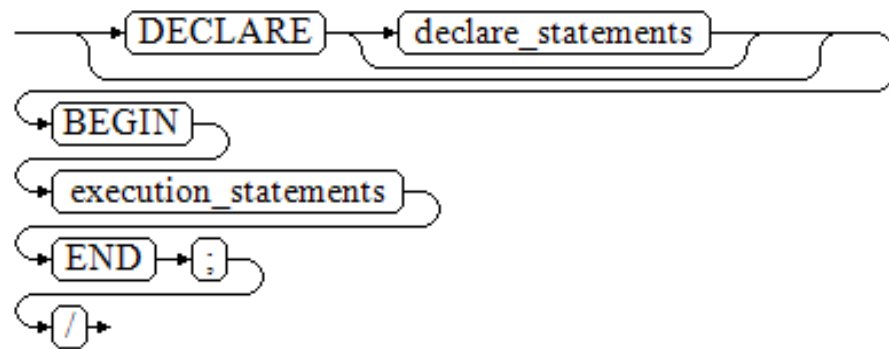 DECLARE declare_statements
BEGIN
execution_statements
END ;
/